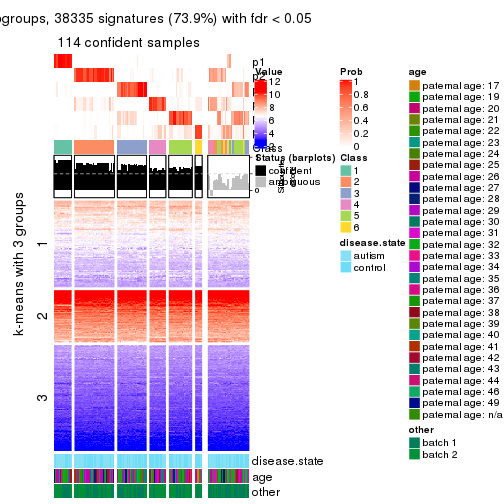 ogroups, 38335 signatures (73.9%) with fdr < 0.05
114 confident samples
p1
Value
12
10
8
6
4
2
Prob
1
0.8
0.6
0.4
0.2
0
Class
Status (barplots)
confident
ambiguous
0
Class
1
2
3
4
5
6
disease.state
autism
control
age
paternal age: 17
paternal age: 19
paternal age: 20
paternal age: 21
paternal age: 22
paternal age: 23
paternal age: 24
paternal age: 25
paternal age: 26
paternal age: 27
paternal age: 28
paternal age: 29
paternal age: 30
paternal age: 31
paternal age: 32
paternal age: 33
paternal age: 34
paternal age: 35
paternal age: 36
paternal age: 37
paternal age: 38
paternal age: 39
paternal age: 40
paternal age: 41
paternal age: 42
paternal age: 43
paternal age: 44
paternal age: 46
paternal age: 49
paternal age: n/a
other
batch 1
batch 2
k-means with 3 groups
1
2
3
disease.state
age
other